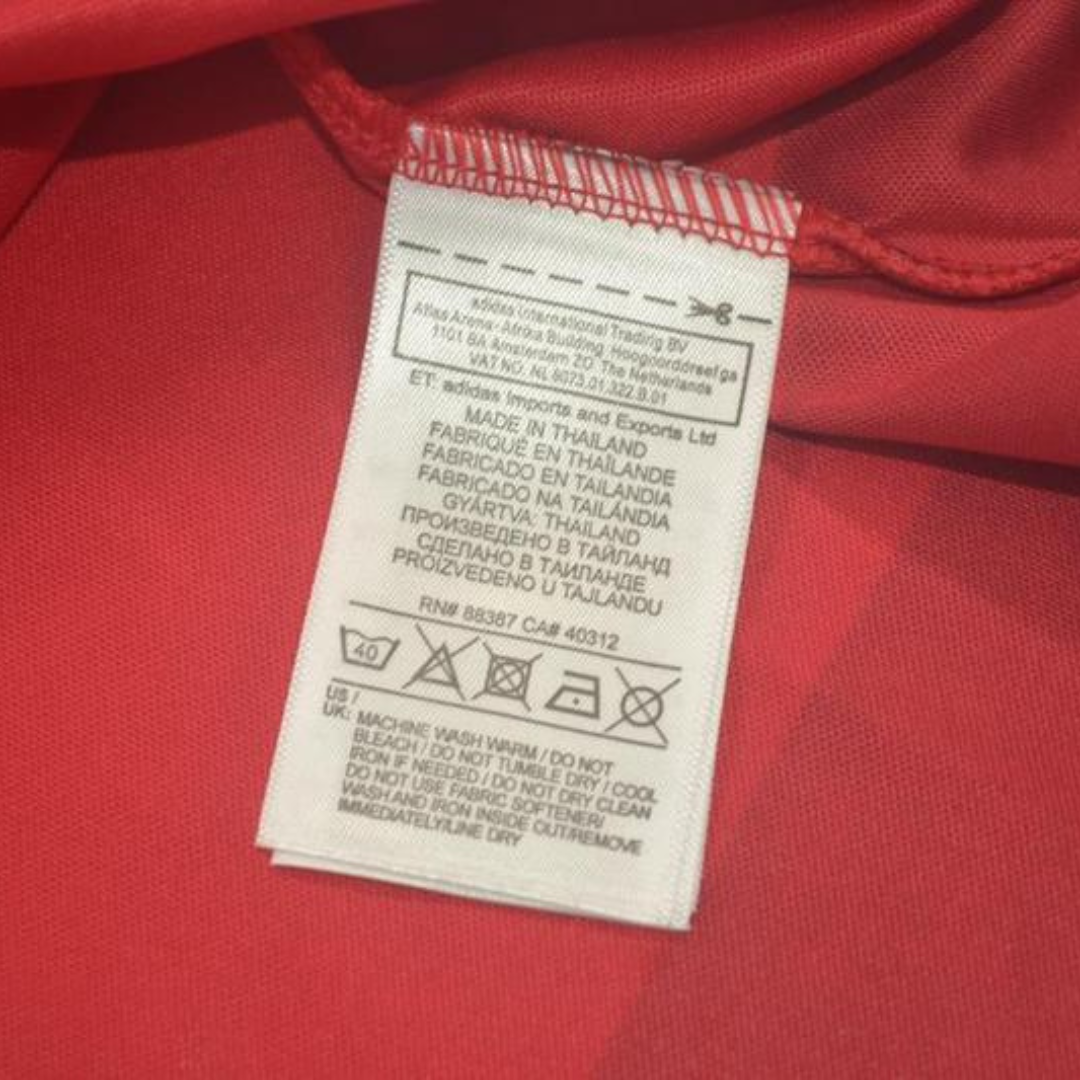 adidas International Trading BV
Atlas Arena - Afrika Building, Hoogoorddreef 9a
1101 BA Amsterdam ZO, The Netherlands
VAT NO. NL 8073.01.322.B.01
ET: adidas Imports and Exports Ltd
MADE IN THAILAND
FABRIQUÉ EN THAÏLANDE
FABRICADO EN TAILANDIA
FABRICADO NA TAILÂNDIA
GYÁRTVA: THAILAND
ПРОИЗВЕДЕНО В ТАЙЛАНД
СДЕЛАНО В ТАИЛАНДЕ
PROIZVEDENO U TAJLANDU
RN# 88387 CA# 40312
40
US /
UK: MACHINE WASH WARM / DO NOT
BLEACH / DO NOT TUMBLE DRY / COOL
IRON IF NEEDED / DO NOT DRY CLEAN
DO NOT USE FABRIC SOFTENER/
WASH AND IRON INSIDE OUT/REMOVE
IMMEDIATELY/LINE DRY